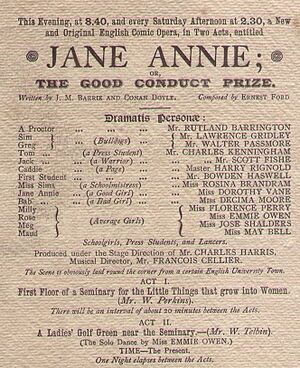 This Evening, at 8.40, and every Saturday Afternoon at 2.30, a New
and Original English Comic Opera, in Two Acts, entitled
JANE ANNIE;
OR,
THE GOOD CONDUCT PRIZE.
Written by J. M. BARRIE and CONAN DOYLE. Composed by ERNEST FORD
Dramatis Personæ:
A Proctor Mr. RUTLAND BARRINGTON
Sim (Bulldogs) Mr. LAWRENCE GRIDLEY
Greg Mr. WALTER PASSMORE
Tom (a Press Student) Mr. CHARLES KENINGHAM
Jack (a Warrior) Mr. SCOTT FISHE
Caddie (a Page) Master HARRY RIGNOLD
First Student Mr. BOWDEN HASWELL
Miss Sims (a Schoolmistress) Miss ROSINA BRANDRAM
Jane Annie (a Good Girl) Miss DOROTHY VANE
Bab (a Bad Girl) Miss DECIMA MOORE
Milly Miss FLORENCE PERRY
Rose (Average Girls) Miss EMMIE OWEN
Meg Miss JOSE SHALDERS
Maud Miss MAY BELL
Schoolgirls, Press Students, and Lancers.
Produced under the Stage Direction of Mr. CHARLES HARRIS.
Musical Director, Mr. FRANCOIS CELLIER.
The Scene is obviously laid round the corner from a certain English University Town.
ACT I.
First Floor of a Seminary for the Little Things that grow into Women.
(Mr. W. Perkins).
There will be an interval of about 20 minutes between the Acts.
ACT II.
A Ladies' Golf Green near the Seminary.—(Mr. W. Telbin).
(The Solo Dance by Miss EMMIE OWEN.)
TIME—The Present.
One Night elapses between the Acts.